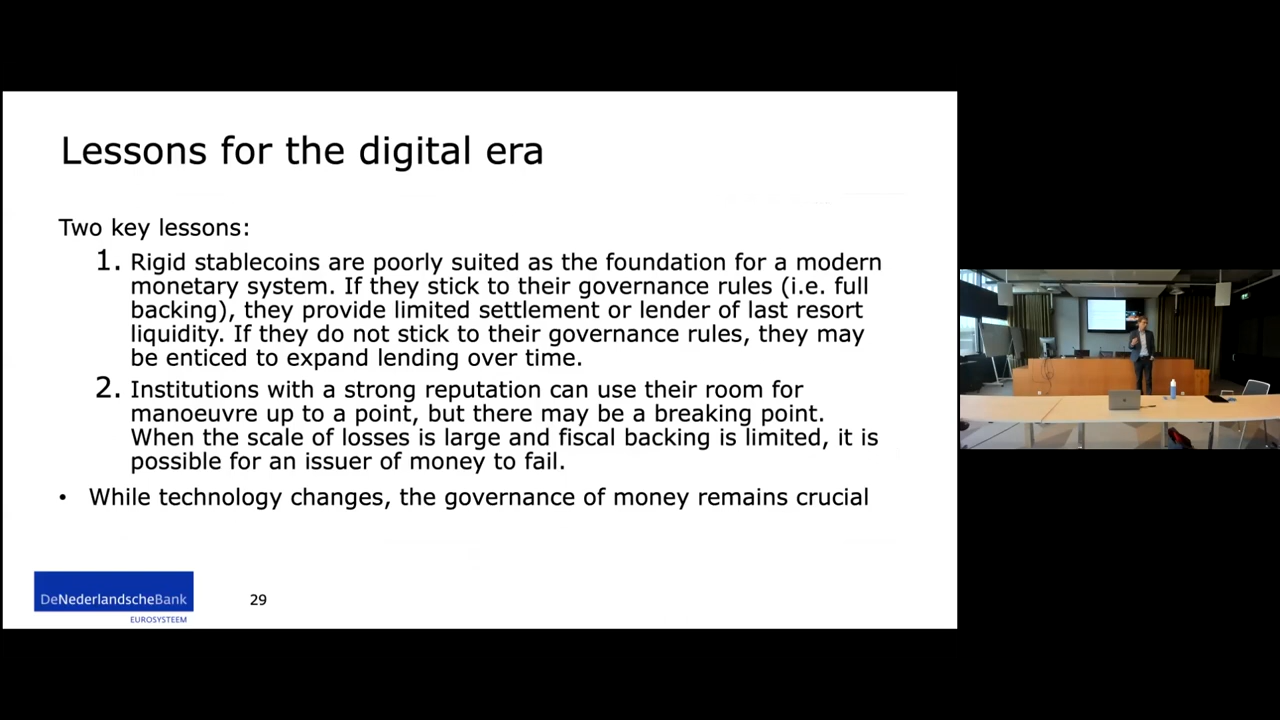 Lessons for the digital era
Two key lessons:
1. Rigid stablecoins are poorly suited as the foundation for a modern
monetary system. If they stick to their governance rules (i.e. full
backing), they provide limited settlement or lender of last resort
liquidity. If they do not stick to their governance rules, they may
be enticed to expand lending over time.
2. Institutions with a strong reputation can use their room for
manoeuvre up to a point, but there may be a breaking point.
When the scale of losses is large and fiscal backing is limited, it is
possible for an issuer of money to fail.
• While technology changes, the governance of money remains crucial
DeNederlandscheBank
EUROSYSTEEM
29